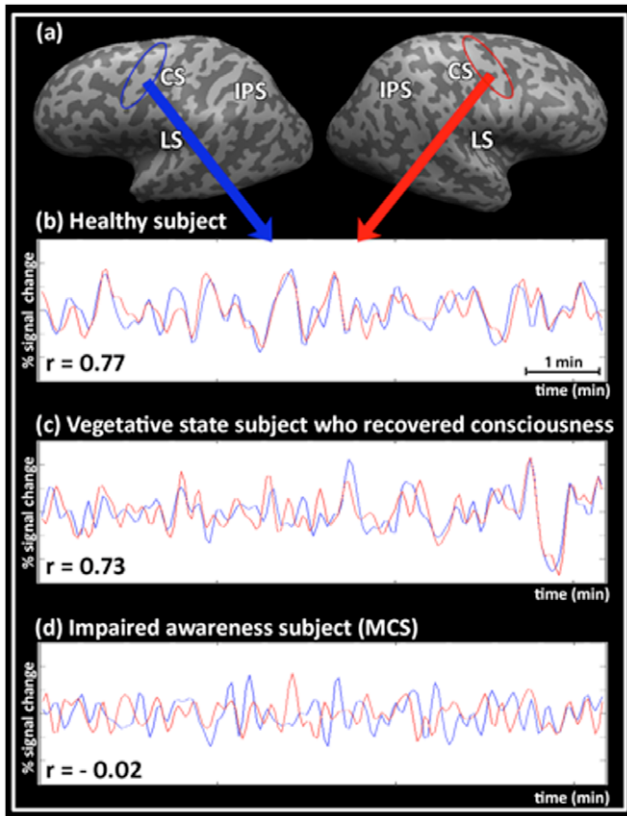 (a)
CS IPS LS
IPS CS LS
(b) Healthy subject
% signal change
r = 0.77
1 min
time (min)
(c) Vegetative state subject who recovered consciousness
% signal change
r = 0.73
time (min)
(d) Impaired awareness subject (MCS)
% signal change
r = - 0.02
time (min)